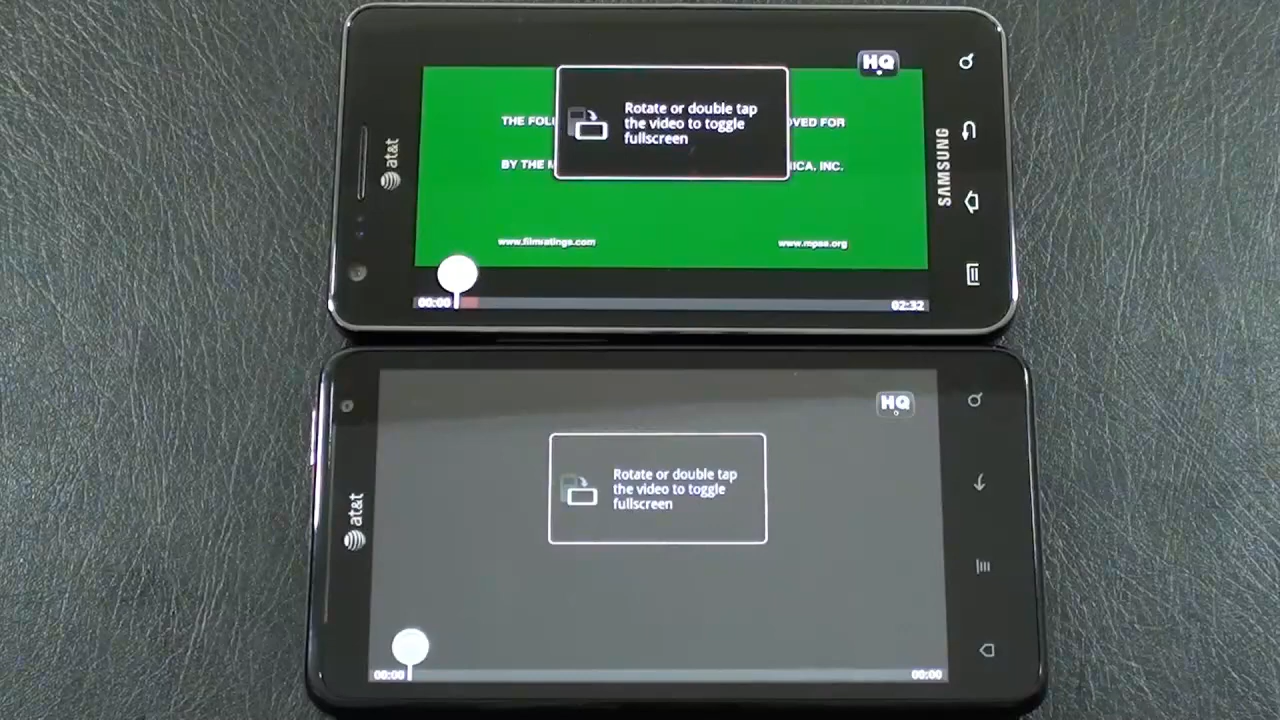 HQ
Rotate or double tap
the video to toggle
fullscreen
THE FOLL
OVED FOR
BY THE M
ICA, INC.
www.filmratings.com
www.mpaa.org
00:00
02:32
at&t
SAMSUNG
HQ
Rotate or double tap
the video to toggle
fullscreen
00:00
00:00
at&t